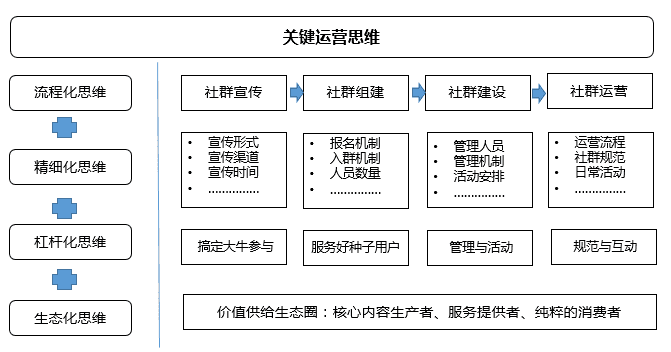 关键运营思维
流程化思维
社群宣传
社群组建
社群建设
社群运营
精细化思维
• 宣传形式
• 宣传渠道
• 宣传时间
• ……………
• 报名机制
• 入群机制
• 人员数量
• ……………
• 管理人员
• 管理机制
• 活动安排
• ……………
• 运营流程
• 社群规范
• 日常活动
• ……………
杠杆化思维
搞定大牛参与
服务好种子用户
管理与活动
规范与互动
生态化思维
价值供给生态圈：核心内容生产者、服务提供者、纯粹的消费者